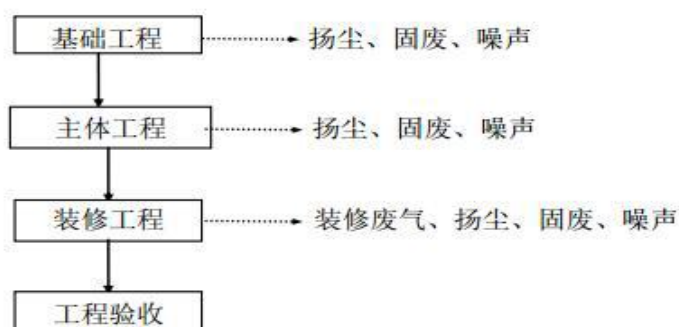 基础工程 扬尘、固废、噪声
主体工程 扬尘、固废、噪声
装修工程 装修废气、扬尘、固废、噪声
工程验收